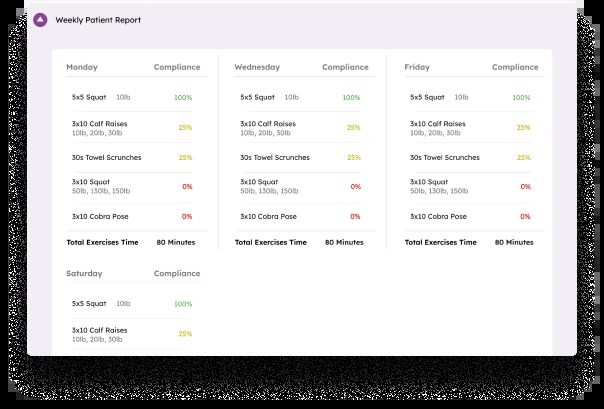 Weekly Patient Report
Monday Compliance
5x5 Squat 10lb 100%
3x10 Calf Raises
10lb, 20lb, 30lb
25%
30s Towel Scrunches 25%
3x10 Squat
50lb, 130lb, 150lb
0%
3x10 Cobra Pose 0%
Total Exercises Time 80 Minutes
Wednesday Compliance
5x5 Squat 10lb 100%
3x10 Calf Raises
10lb, 20lb, 30lb
25%
30s Towel Scrunches 25%
3x10 Squat
50lb, 130lb, 150lb
0%
3x10 Cobra Pose 0%
Total Exercises Time 80 Minutes
Friday Compliance
5x5 Squat 10lb 100%
3x10 Calf Raises
10lb, 20lb, 30lb
25%
30s Towel Scrunches 25%
3x10 Squat
50lb, 130lb, 150lb
0%
3x10 Cobra Pose 0%
Total Exercises Time 80 Minutes
Saturday Compliance
5x5 Squat 10lb 100%
3x10 Calf Raises
10lb, 20lb, 30lb
25%